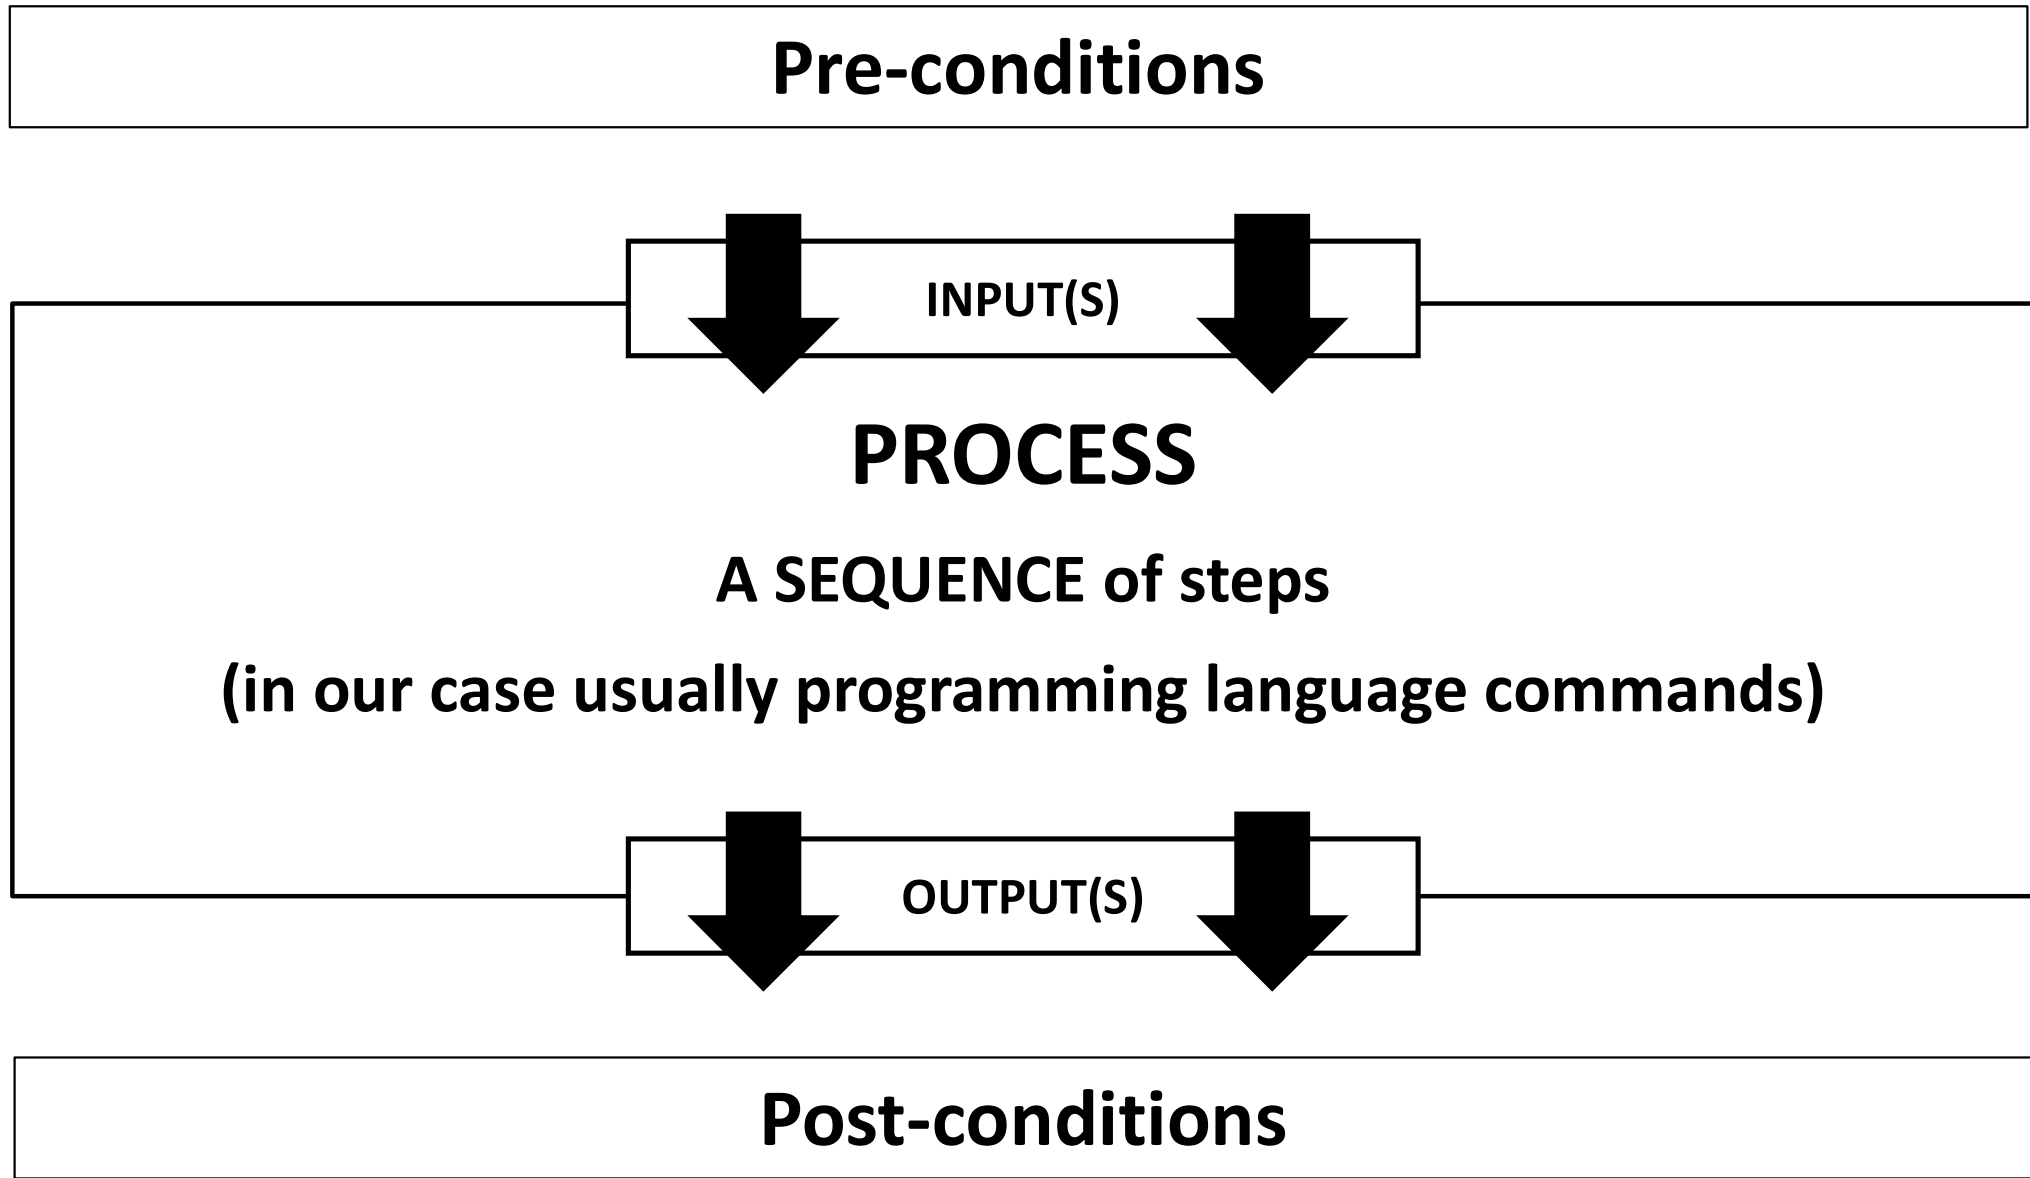 Pre-conditions
INPUT(S)
PROCESS
A SEQUENCE of steps
(in our case usually programming language commands)
OUTPUT(S)
Post-conditions